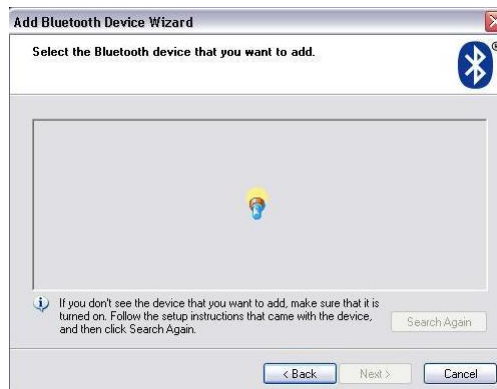 Add Bluetooth Device Wizard
Select the Bluetooth device that you want to add.
®
If you don't see the device that you want to add, make sure that it is
turned on. Follow the setup instructions that came with the device,
and then click Search Again.
Search Again
< Back
Next >
Cancel